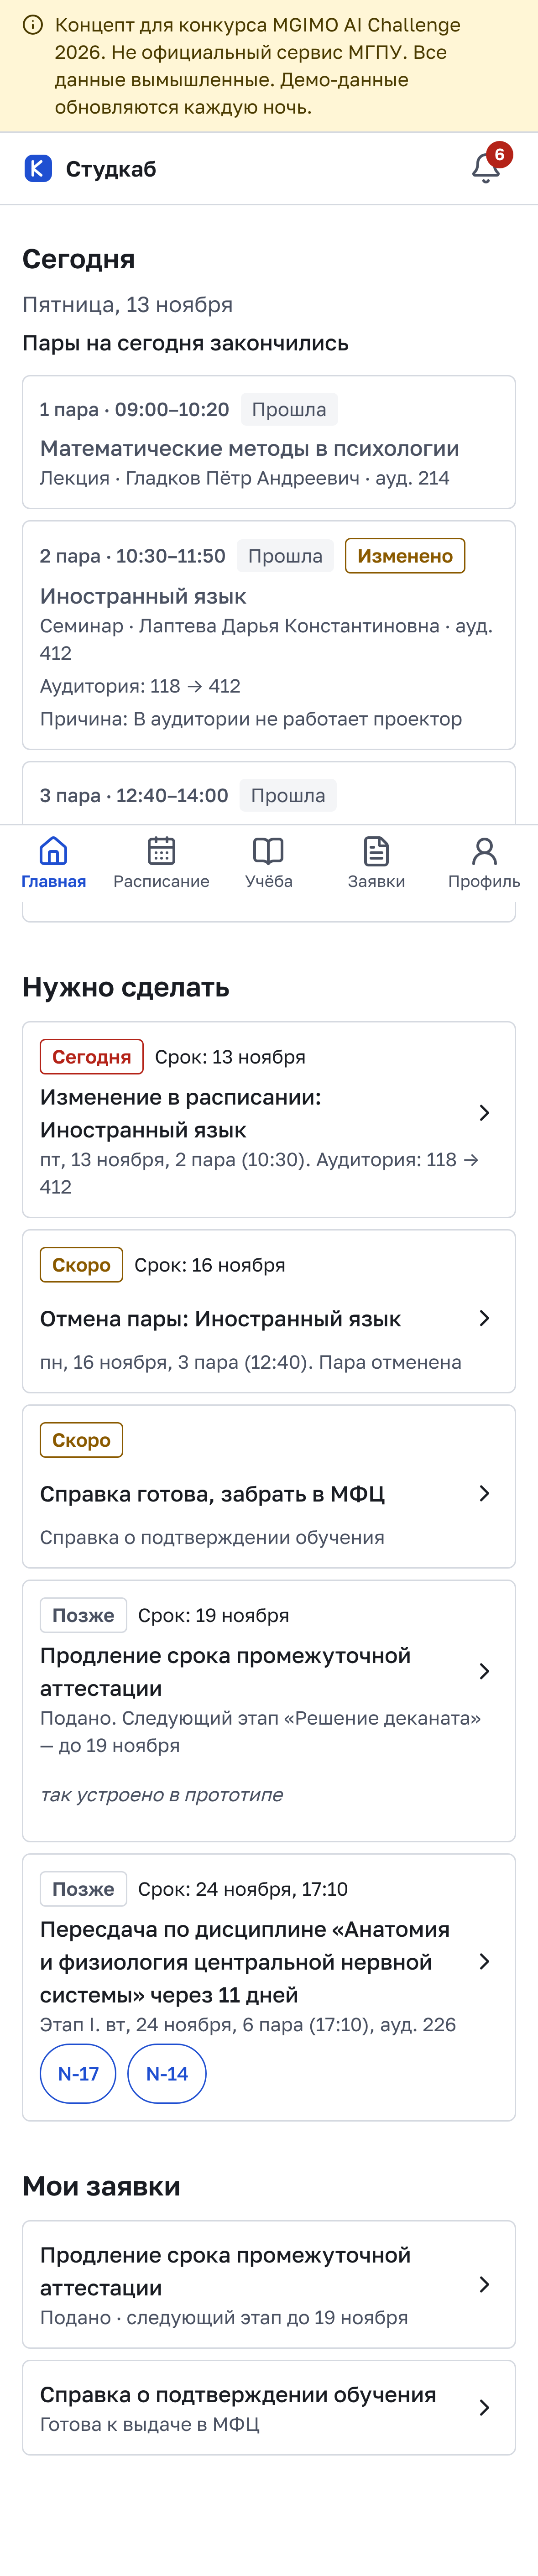 Концепт для конкурса MGIMO AI Challenge
2026. Не официальный сервис МГПУ. Все
данные вымышленные. Демо-данные
обновляются каждую ночь.
К Студкаб
6
Сегодня
Пятница, 13 ноября
Пары на сегодня закончились
1 пара · 09:00–10:20 Прошла
Математические методы в психологии
Лекция · Гладков Пётр Андреевич · ауд. 214
2 пара · 10:30–11:50 Прошла Изменено
Иностранный язык
Семинар · Лаптева Дарья Константиновна · ауд.
412
Аудитория: 118 → 412
Причина: В аудитории не работает проектор
3 пара · 12:40–14:00 Прошла
Главная Расписание Учёба Заявки Профиль
Нужно сделать
Сегодня Срок: 13 ноября
Изменение в расписании:
Иностранный язык
пт, 13 ноября, 2 пара (10:30). Аудитория: 118 →
412
Скоро Срок: 16 ноября
Отмена пары: Иностранный язык
пн, 16 ноября, 3 пара (12:40). Пара отменена
Скоро
Справка готова, забрать в МФЦ
Справка о подтверждении обучения
Позже Срок: 19 ноября
Продление срока промежуточной
аттестации
Подано. Следующий этап «Решение деканата»
— до 19 ноября
так устроено в прототипе
Позже Срок: 24 ноября, 17:10
Пересдача по дисциплине «Анатомия
и физиология центральной нервной
системы» через 11 дней
Этап I. вт, 24 ноября, 6 пара (17:10), ауд. 226
N-17 N-14
Мои заявки
Продление срока промежуточной
аттестации
Подано · следующий этап до 19 ноября
Справка о подтверждении обучения
Готова к выдаче в МФЦ